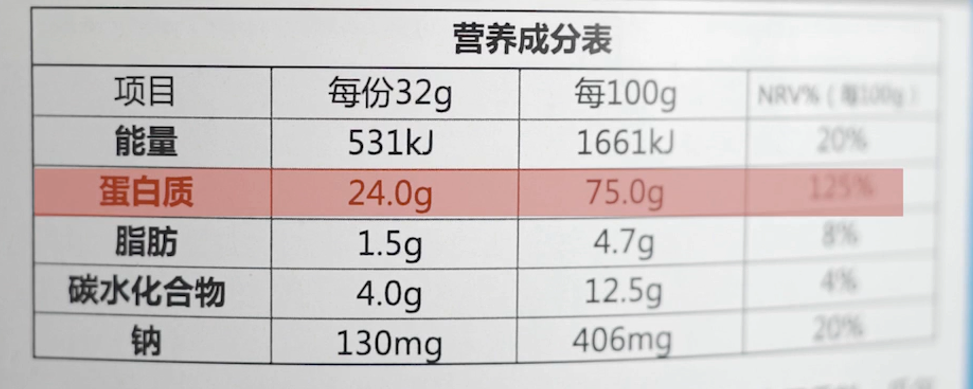 营养成分表
项目 每份32g 每100g NRV%（每100g）
能量 531kJ 1661kJ 20%
蛋白质 24.0g 75.0g 125%
脂肪 1.5g 4.7g 8%
碳水化合物 4.0g 12.5g 4%
钠 130mg 406mg 20%